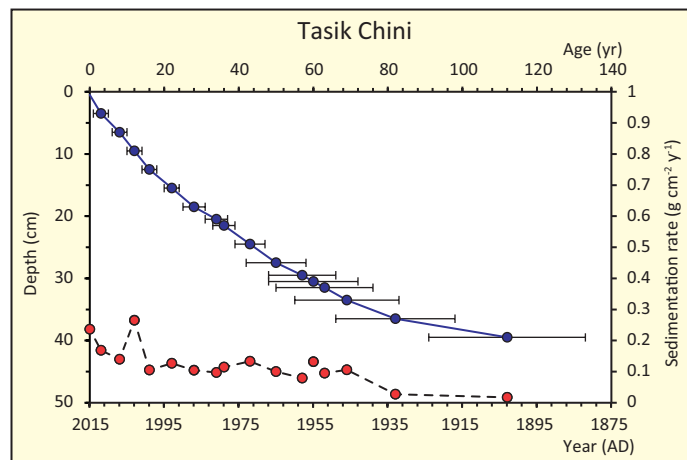 Tasik Chini
Age (yr)
0 20 40 60 80 100 120 140
0
10
20
30
40
50
Depth (cm)
1
0.9
0.8
0.7
0.6
0.5
0.4
0.3
0.2
0.1
0
Sedimentation rate (g cm⁻² y⁻¹)
2015 1995 1975 1955 1935 1915 1895 1875
Year (AD)